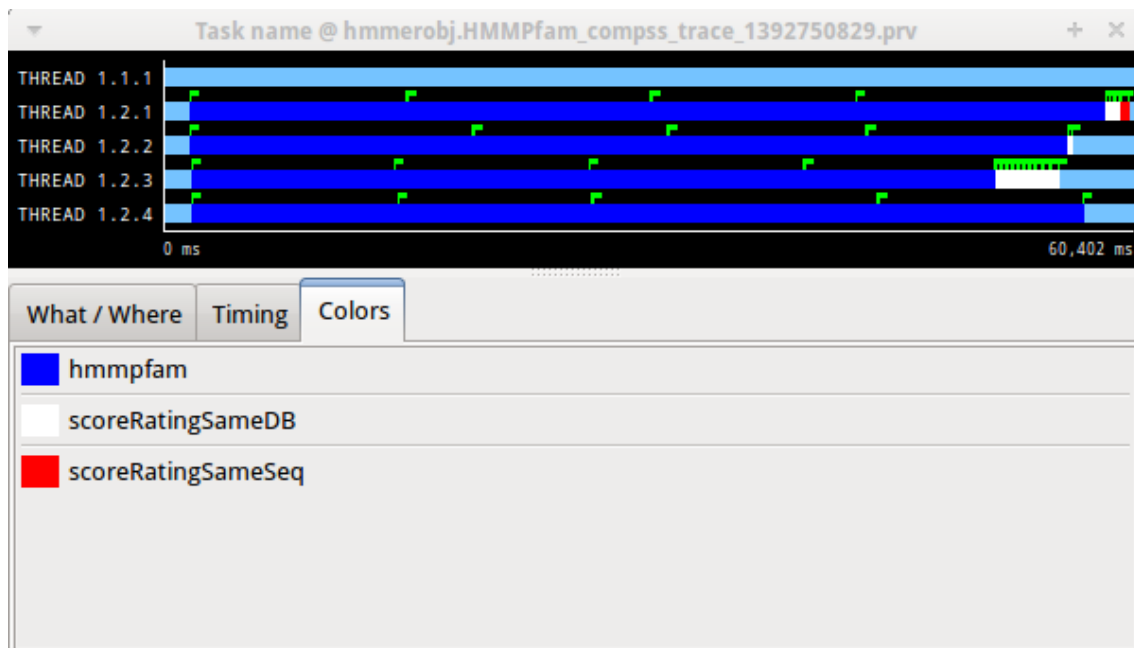 Task name @ hmmerobj.HMMPfam_compss_trace_1392750829.prv
THREAD 1.1.1
THREAD 1.2.1
THREAD 1.2.2
THREAD 1.2.3
THREAD 1.2.4
0 ms 60,402 ms
What / Where Timing Colors
hmmpfam
scoreRatingSameDB
scoreRatingSameSeq